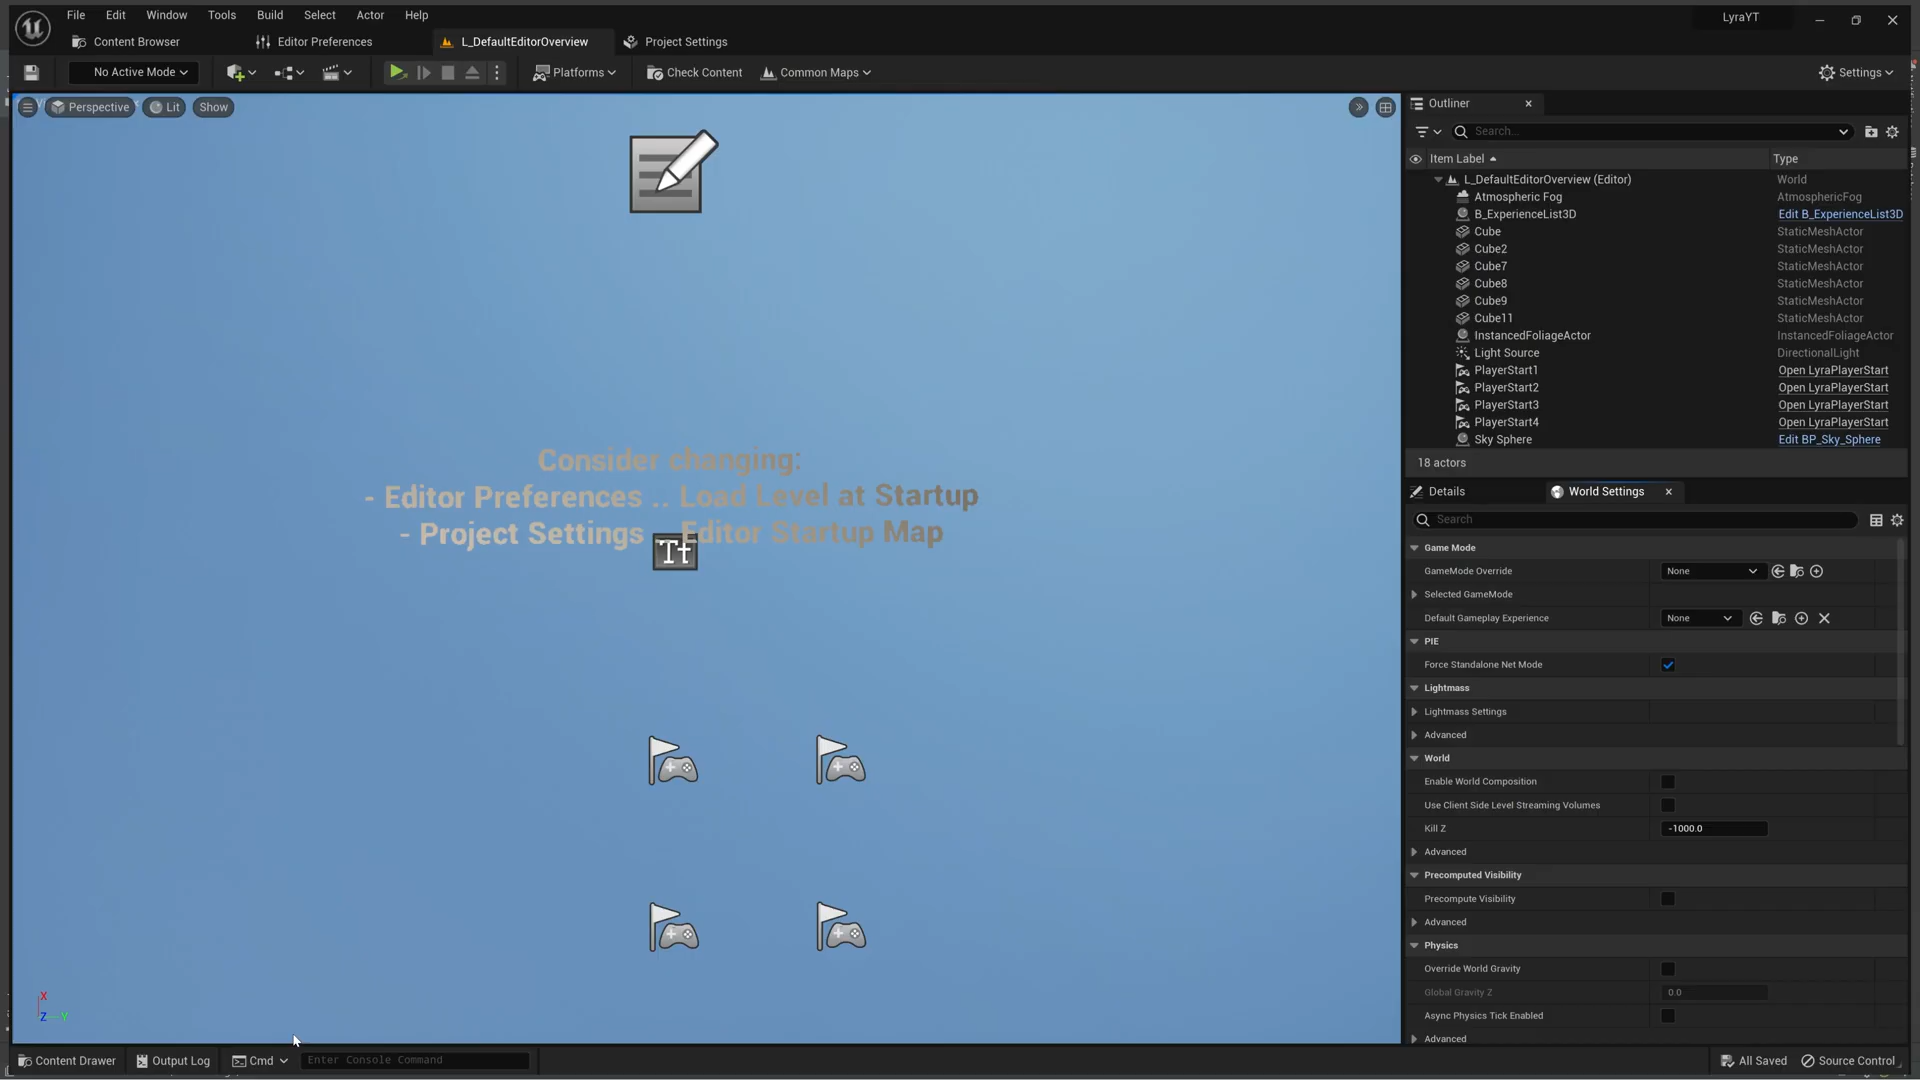 File Edit Window Tools Build Select Actor Help
LyraYT
Content Browser
Editor Preferences
L_DefaultEditorOverview
Project Settings
No Active Mode
Platforms
Check Content
Common Maps
Settings
Perspective
Lit
Show
Consider changing:
- Editor Preferences .. Load Level at Startup
- Project Settings .. Editor Startup Map
Tt
X
Z Y
Outliner
Search...
Item Label Type
L_DefaultEditorOverview (Editor) World
Atmospheric Fog AtmosphericFog
B_ExperienceList3D Edit B_ExperienceList3D
Cube StaticMeshActor
Cube2 StaticMeshActor
Cube7 StaticMeshActor
Cube8 StaticMeshActor
Cube9 StaticMeshActor
Cube11 StaticMeshActor
InstancedFoliageActor InstancedFoliageActor
Light Source DirectionalLight
PlayerStart1 Open LyraPlayerStart
PlayerStart2 Open LyraPlayerStart
PlayerStart3 Open LyraPlayerStart
PlayerStart4 Open LyraPlayerStart
Sky Sphere Edit BP_Sky_Sphere
18 actors
Details
World Settings
Search
Game Mode
GameMode Override None
Selected GameMode
Default Gameplay Experience None
PIE
Force Standalone Net Mode
Lightmass
Lightmass Settings
Advanced
World
Enable World Composition
Use Client Side Level Streaming Volumes
Kill Z -1000.0
Advanced
Precomputed Visibility
Precompute Visibility
Advanced
Physics
Override World Gravity
Global Gravity Z 0.0
Async Physics Tick Enabled
Advanced
Content Drawer
Output Log
Cmd
Enter Console Command
All Saved
Source Control